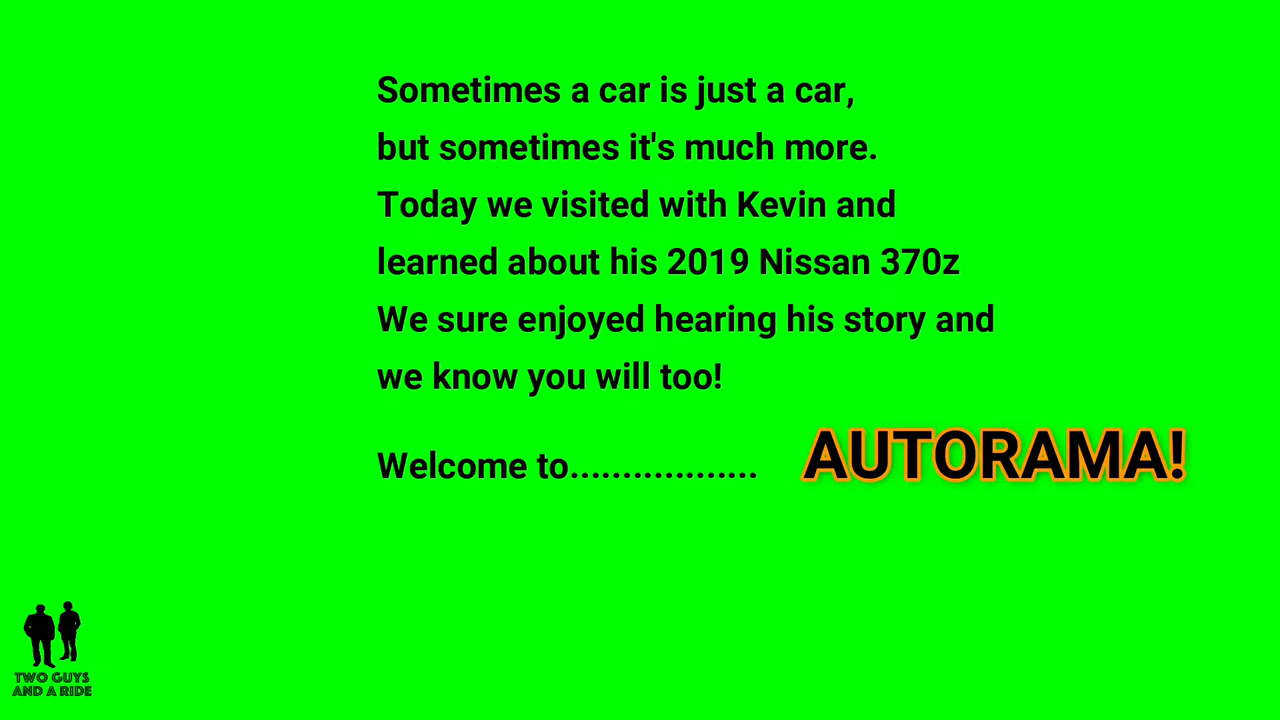 Sometimes a car is just a car,
but sometimes it's much more.
Today we visited with Kevin and
learned about his 2019 Nissan 370z
We sure enjoyed hearing his story and
we know you will too!
Welcome to.................. AUTORAMA!
TWO GUYS
AND A RIDE